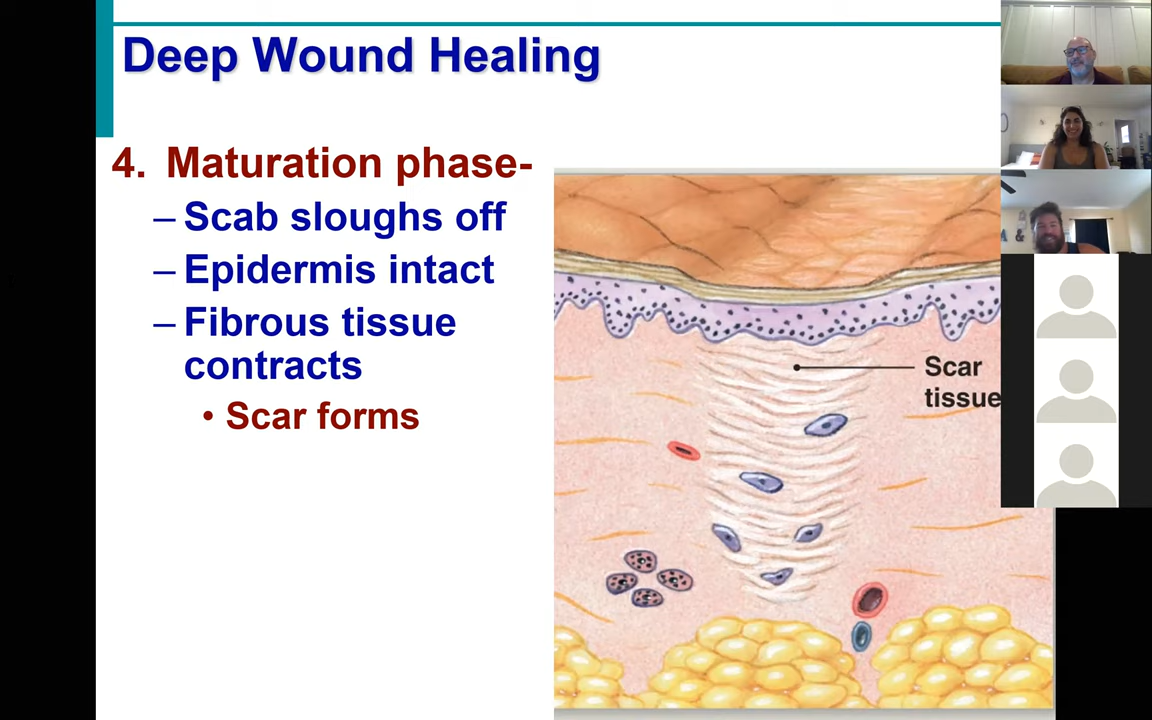 Deep Wound Healing
4. Maturation phase-
– Scab sloughs off
– Epidermis intact
– Fibrous tissue
contracts
• Scar forms
Scar
tissue